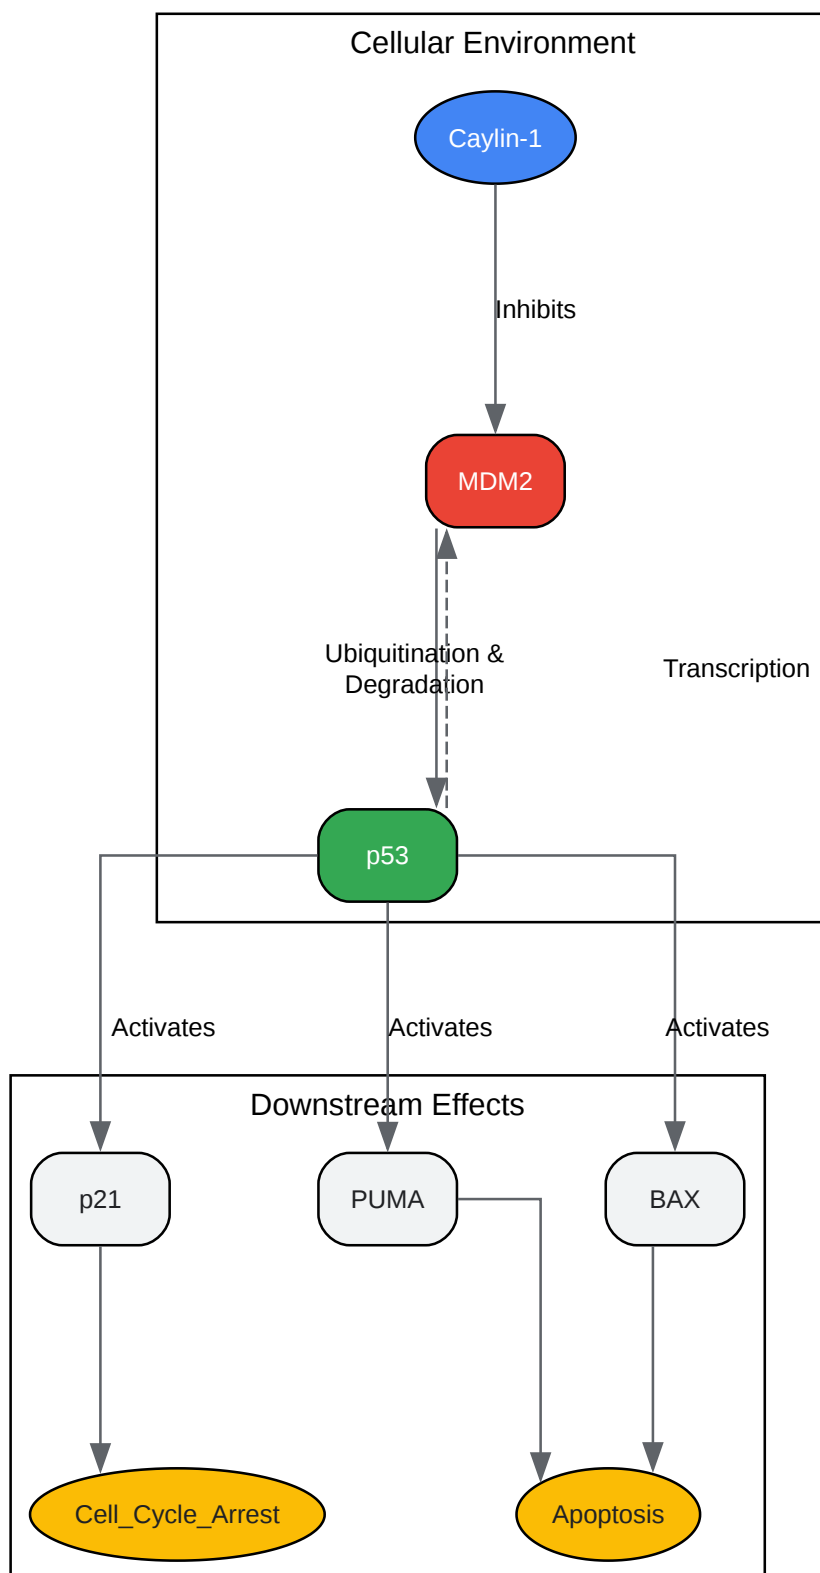 Cellular Environment
Caylin-1
Inhibits
MDM2
Ubiquitination &
Degradation
Transcription
p53
Activates
Activates
Activates
Downstream Effects
p21
PUMA
BAX
Cell_Cycle_Arrest
Apoptosis